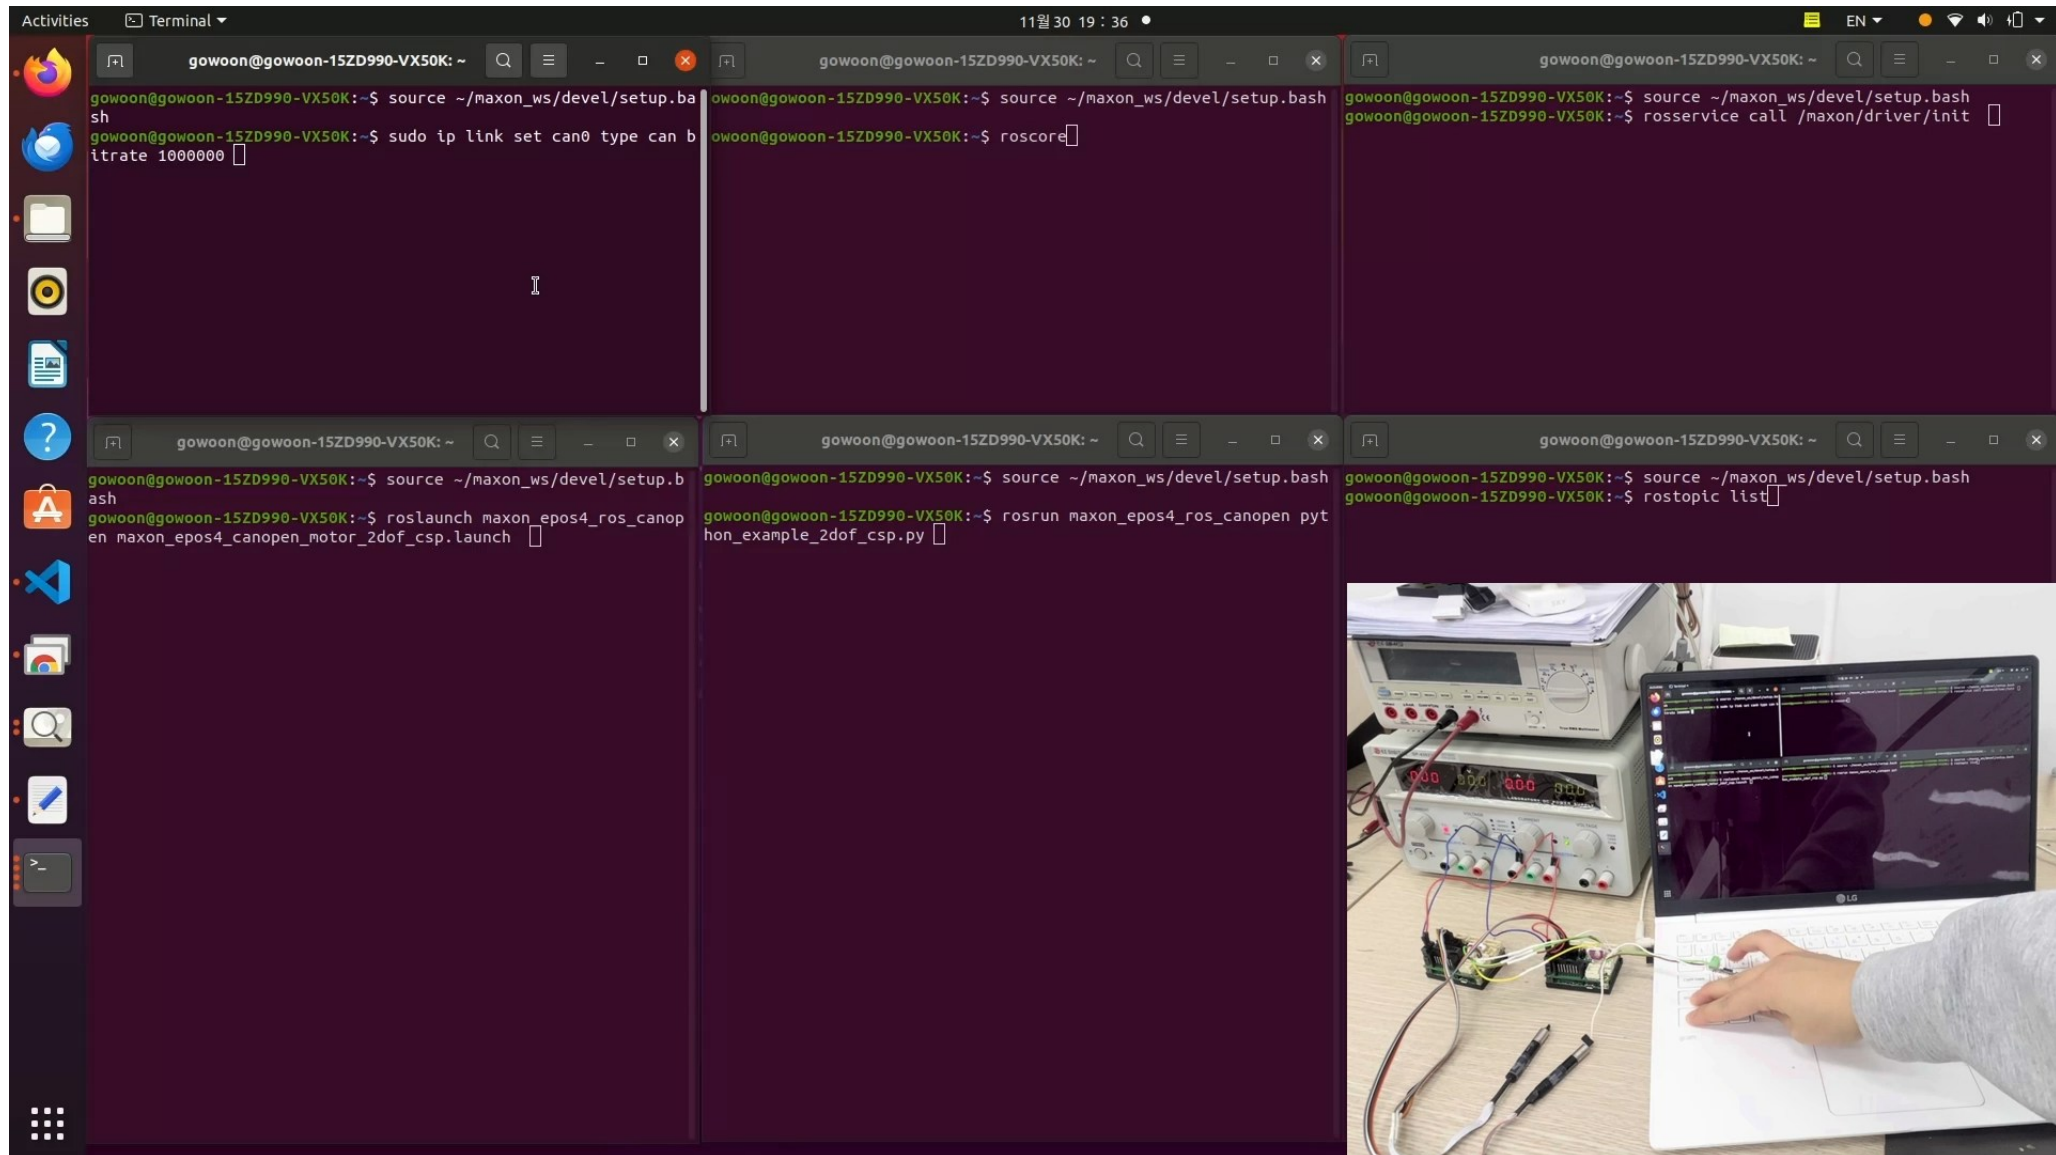 Activities
Terminal
11월 30 19 : 36
EN
gowoon@gowoon-15ZD990-VX50K: ~
gowoon@gowoon-15ZD990-VX50K:~$ source ~/maxon_ws/devel/setup.ba
sh
gowoon@gowoon-15ZD990-VX50K:~$ sudo ip link set can0 type can b
itrate 1000000
gowoon@gowoon-15ZD990-VX50K: ~
owoon@gowoon-15ZD990-VX50K:~$ source ~/maxon_ws/devel/setup.bash
owoon@gowoon-15ZD990-VX50K:~$ roscore
gowoon@gowoon-15ZD990-VX50K: ~
gowoon@gowoon-15ZD990-VX50K:~$ source ~/maxon_ws/devel/setup.bash
gowoon@gowoon-15ZD990-VX50K:~$ rosservice call /maxon/driver/init
gowoon@gowoon-15ZD990-VX50K: ~
gowoon@gowoon-15ZD990-VX50K:~$ source ~/maxon_ws/devel/setup.b
ash
gowoon@gowoon-15ZD990-VX50K:~$ roslaunch maxon_epos4_ros_canop
en maxon_epos4_canopen_motor_2dof_csp.launch
gowoon@gowoon-15ZD990-VX50K: ~
gowoon@gowoon-15ZD990-VX50K:~$ source ~/maxon_ws/devel/setup.bash
gowoon@gowoon-15ZD990-VX50K:~$ rosrun maxon_epos4_ros_canopen pyt
hon_example_2dof_csp.py
gowoon@gowoon-15ZD990-VX50K: ~
gowoon@gowoon-15ZD990-VX50K:~$ source ~/maxon_ws/devel/setup.bash
gowoon@gowoon-15ZD990-VX50K:~$ rostopic list
LG